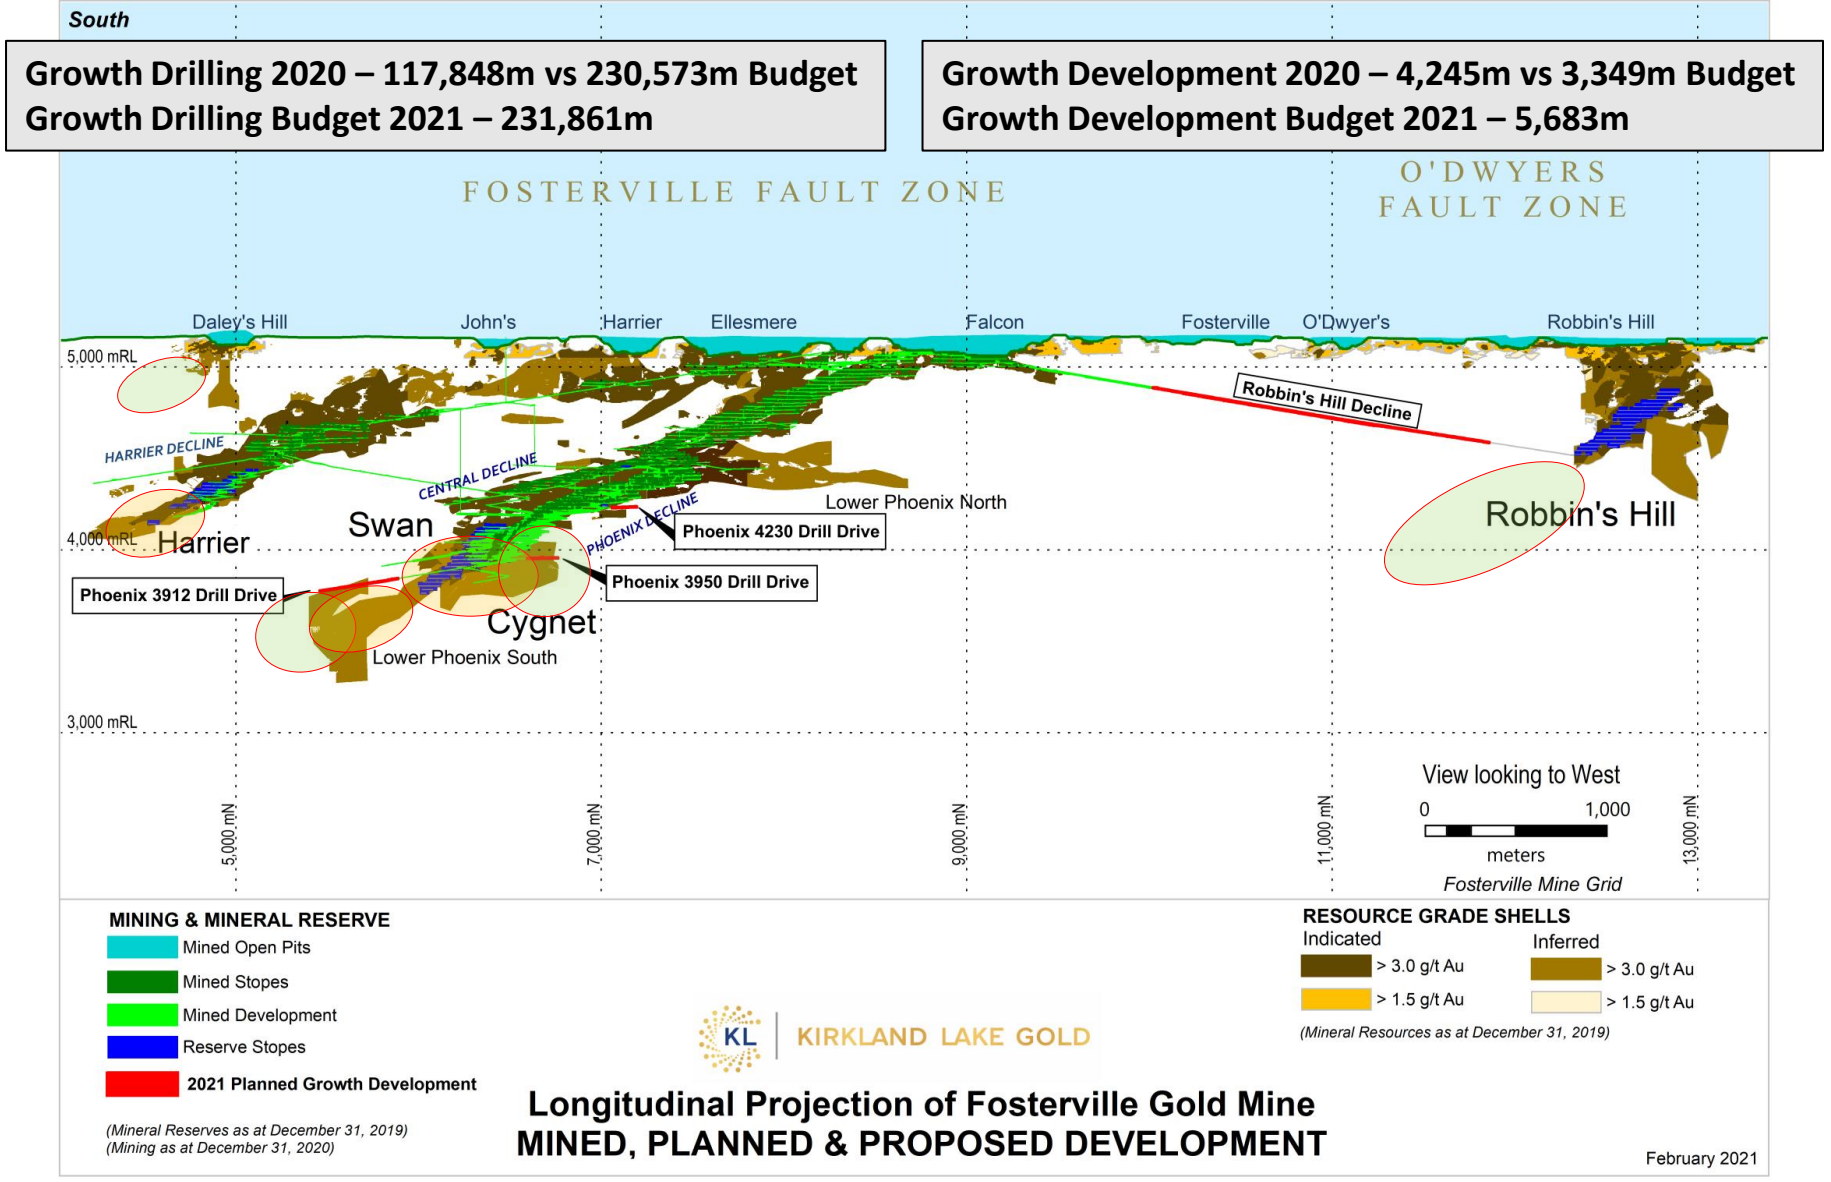 South
Growth Drilling 2020 – 117,848m vs 230,573m Budget
Growth Drilling Budget 2021 – 231,861m
Growth Development 2020 – 4,245m vs 3,349m Budget
Growth Development Budget 2021 – 5,683m
FOSTERVILLE FAULT ZONE
O'DWYERS
FAULT ZONE
Daley's Hill
John's
Harrier
Ellesmere
Falcon
Fosterville
O'Dwyer's
Robbin's Hill
5,000 mRL
Robbin's Hill Decline
HARRIER DECLINE
CENTRAL DECLINE
Lower Phoenix North
PHOENIX DECLINE
Swan
Robbin's Hill
Phoenix 4230 Drill Drive
4,000 mRL
Harrier
Phoenix 3950 Drill Drive
Phoenix 3912 Drill Drive
Cygnet
Lower Phoenix South
3,000 mRL
5,000 mN
7,000 mN
9,000 mN
11,000 mN
13,000 mN
View looking to West
0 1,000
meters
Fosterville Mine Grid
MINING & MINERAL RESERVE
Mined Open Pits
Mined Stopes
Mined Development
Reserve Stopes
2021 Planned Growth Development
(Mineral Reserves as at December 31, 2019)
(Mining as at December 31, 2020)
RESOURCE GRADE SHELLS
Indicated Inferred
> 3.0 g/t Au > 3.0 g/t Au
> 1.5 g/t Au > 1.5 g/t Au
(Mineral Resources as at December 31, 2019)
KL KIRKLAND LAKE GOLD
Longitudinal Projection of Fosterville Gold Mine
MINED, PLANNED & PROPOSED DEVELOPMENT
February 2021